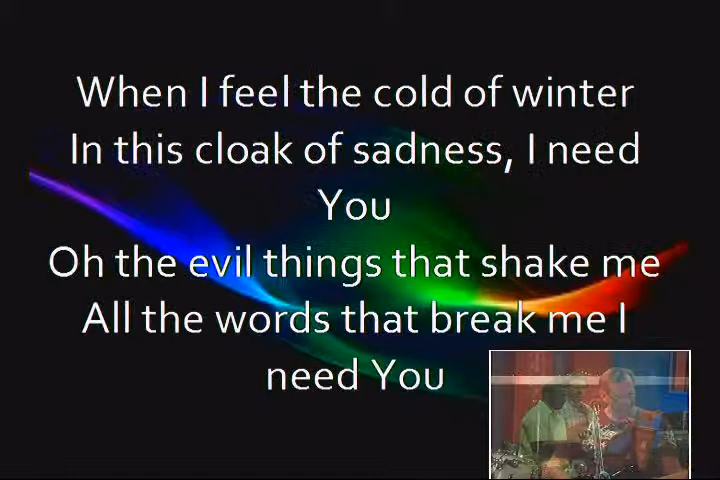 When I feel the cold of winter
In this cloak of sadness, I need
You
Oh the evil things that shake me
All the words that break me I
need You